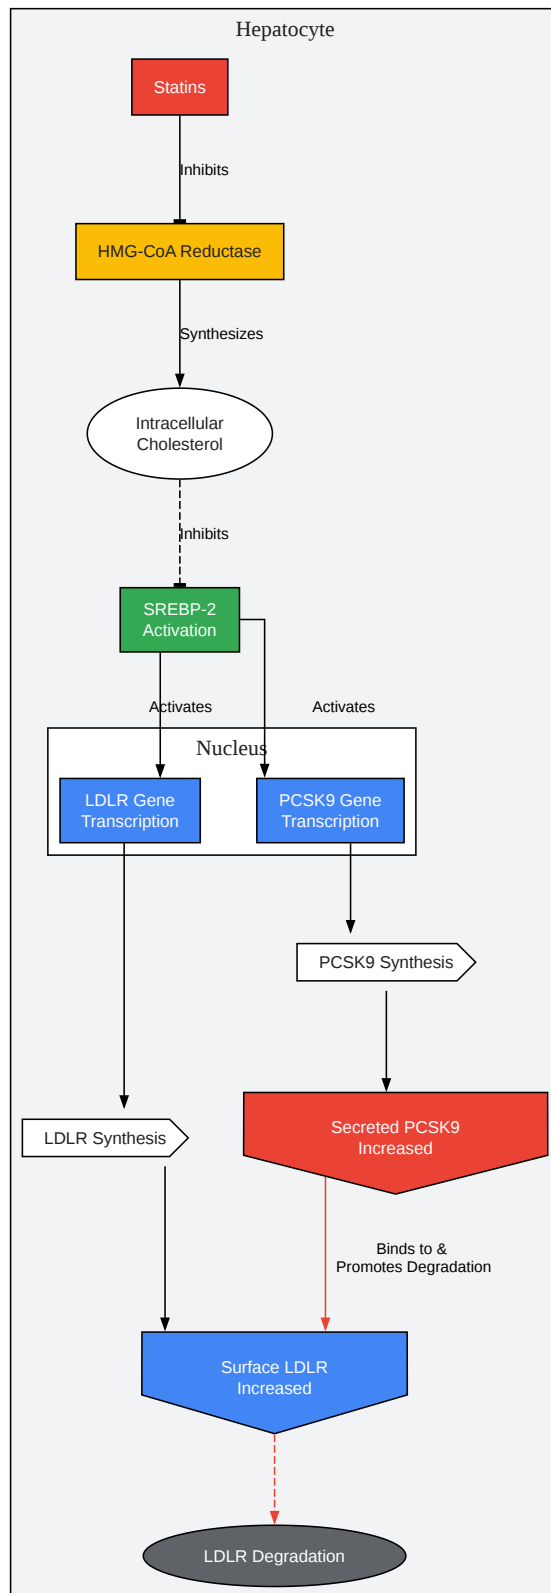 Hepatocyte
Statins
Inhibits
HMG-CoA Reductase
Synthesizes
Intracellular
Cholesterol
Inhibits
SREBP-2
Activation
Activates
Activates
Nucleus
LDLR Gene
Transcription
PCSK9 Gene
Transcription
PCSK9 Synthesis
Secreted PCSK9
Increased
LDLR Synthesis
Binds to &
Promotes Degradation
Surface LDLR
Increased
LDLR Degradation